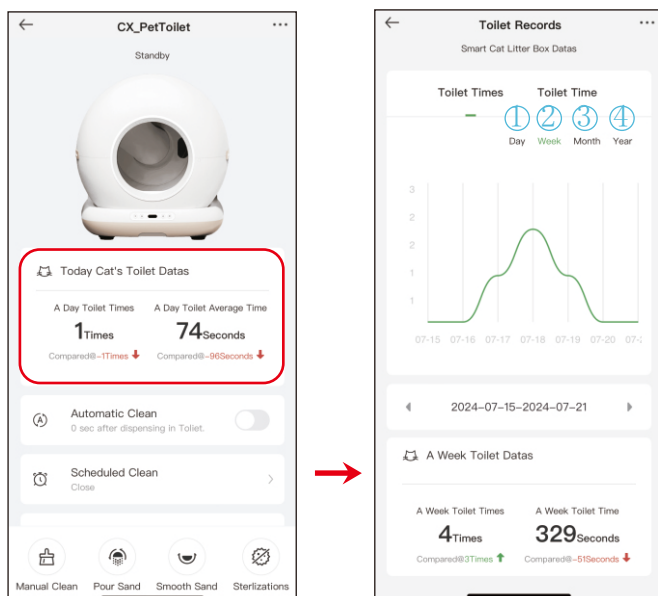 CX_PetToilet
Standby
Today Cat's Toilet Datas
A Day Toilet Times A Day Toilet Average Time
1Times 74Seconds
Compared@-1Times Compared@-96Seconds
Automatic Clean
0 sec after dispensing in Toliet.
Scheduled Clean
Close
Manual Clean Pour Sand Smooth Sand Sterlizations
Toilet Records
Smart Cat Litter Box Datas
Toilet Times Toilet Time
① ② ③ ④
Day Week Month Year
3
2
2
1
1
07-15 07-16 07-17 07-18 07-19 07-20 07-2
2024-07-15-2024-07-21
A Week Toilet Datas
A Week Toilet Times A Week Toilet Time
4Times 329Seconds
Compared@3Times Compared@-51Seconds